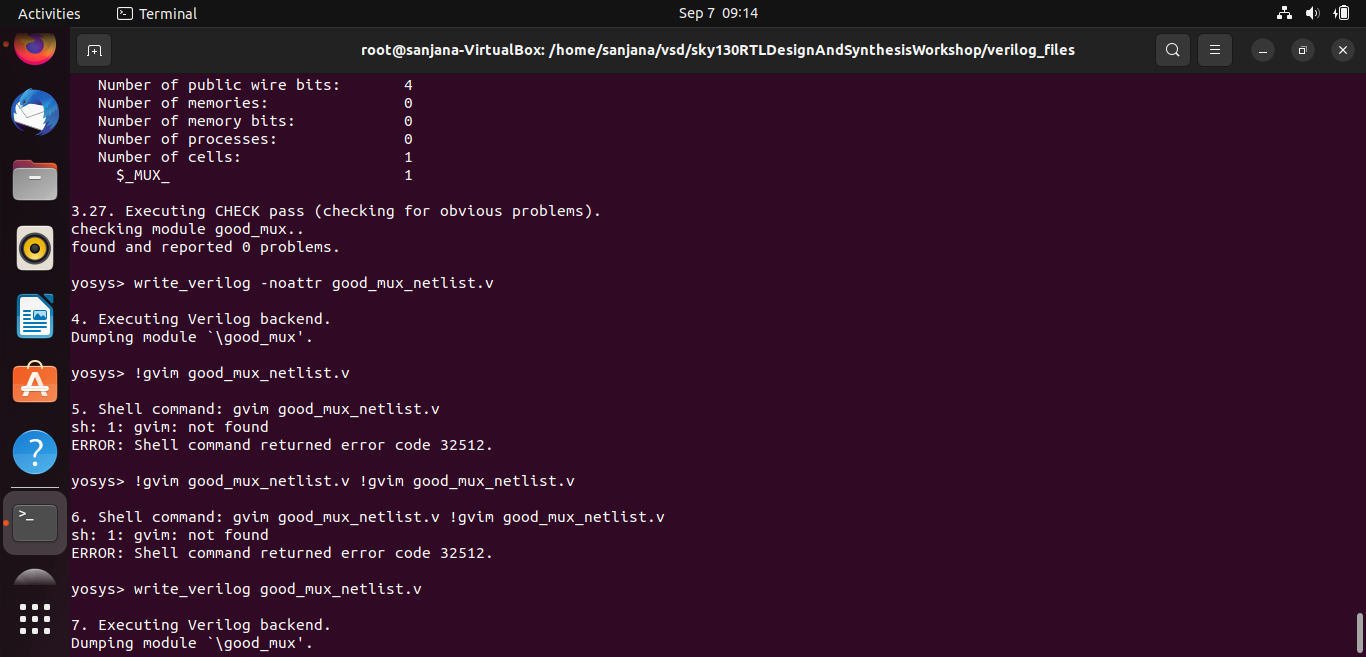 Activities
Terminal
Sep 7 09:14
root@sanjana-VirtualBox: /home/sanjana/vsd/sky130RTLDesignAndSynthesisWorkshop/verilog_files
Number of public wire bits: 4
Number of memories: 0
Number of memory bits: 0
Number of processes: 0
Number of cells: 1
$_MUX_ 1
3.27. Executing CHECK pass (checking for obvious problems).
checking module good_mux..
found and reported 0 problems.
yosys> write_verilog -noattr good_mux_netlist.v
4. Executing Verilog backend.
Dumping module `\good_mux'.
yosys> !gvim good_mux_netlist.v
5. Shell command: gvim good_mux_netlist.v
sh: 1: gvim: not found
ERROR: Shell command returned error code 32512.
yosys> !gvim good_mux_netlist.v !gvim good_mux_netlist.v
6. Shell command: gvim good_mux_netlist.v !gvim good_mux_netlist.v
sh: 1: gvim: not found
ERROR: Shell command returned error code 32512.
yosys> write_verilog good_mux_netlist.v
7. Executing Verilog backend.
Dumping module `\good_mux'.